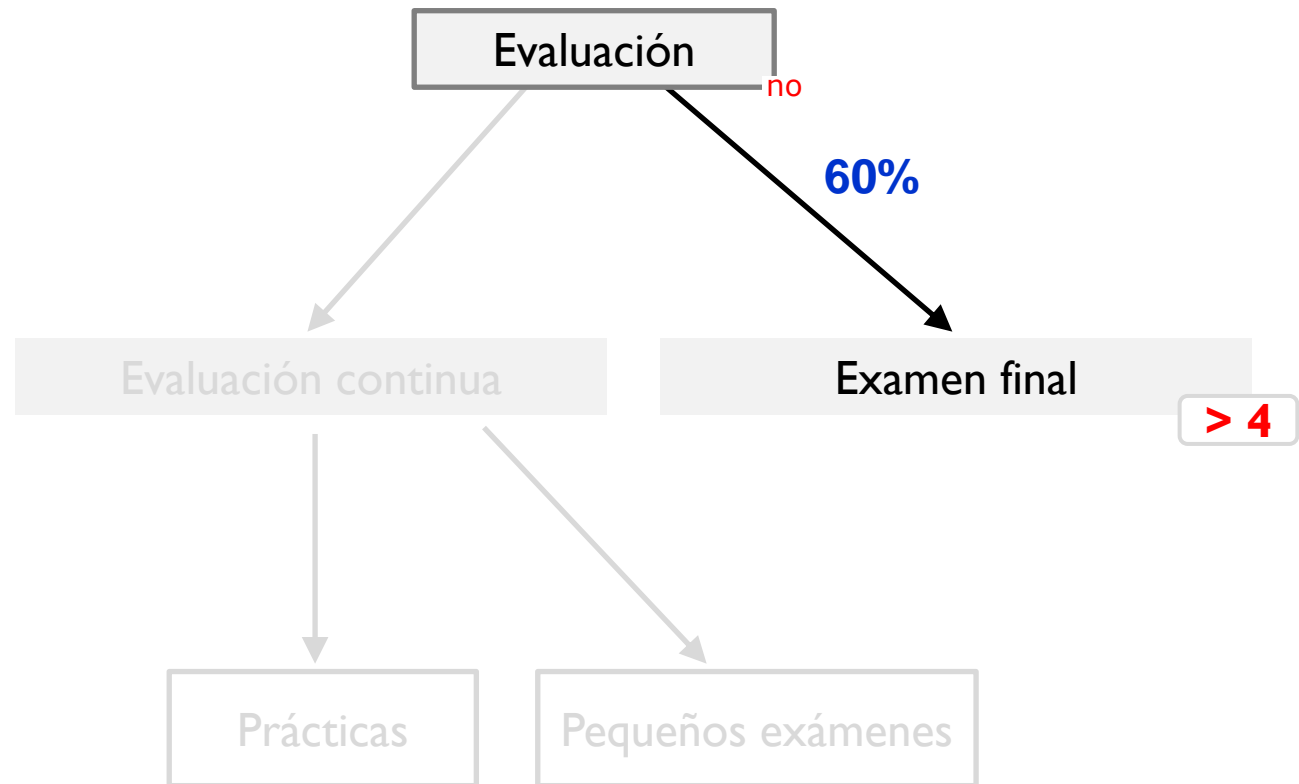 Evaluación
no
60%
Evaluación continua
Examen final
> 4
Prácticas
Pequeños exámenes